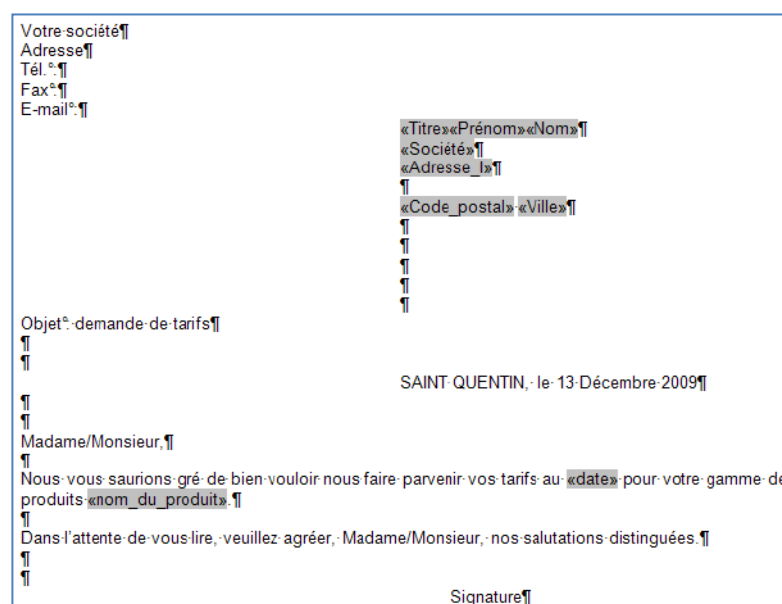 Votre société¶
Adresse¶
Tél.°:¶
Fax°:¶
E-mail°:¶
«Titre»«Prénom»«Nom»¶
«Société»¶
«Adresse_l»¶
¶
«Code_postal»·«Ville»¶
¶
¶
¶
¶
¶
Objet°:·demande·de·tarifs¶
¶
¶
SAINT·QUENTIN,·le·13·Décembre·2009¶
¶
¶
Madame/Monsieur,¶
¶
Nous·vous·saurions·gré·de·bien·vouloir·nous·faire·parvenir·vos·tarifs·au·«date»·pour·votre·gamme·de
produits·«nom_du_produit».¶
¶
Dans·l'attente·de·vous·lire,·veuillez·agréer,·Madame/Monsieur,·nos·salutations·distinguées.¶
¶
¶
Signature¶